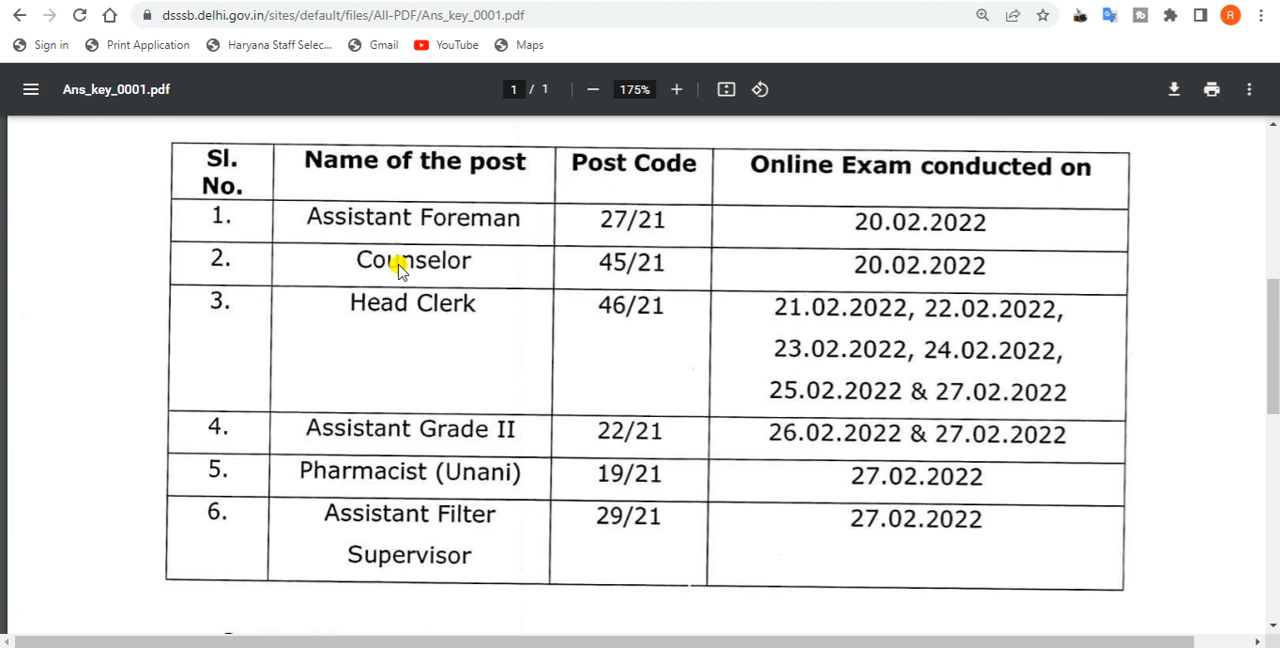 dsssb.delhi.gov.in/sites/default/files/All-PDF/Ans_key_0001.pdf
R
Sign in Print Application Haryana Staff Selec... Gmail YouTube Maps
Ans_key_0001.pdf 1 / 1 175%
Sl. No. Name of the post Post Code Online Exam conducted on
1. Assistant Foreman 27/21 20.02.2022
2. Counselor 45/21 20.02.2022
3. Head Clerk 46/21 21.02.2022, 22.02.2022,
23.02.2022, 24.02.2022,
25.02.2022 & 27.02.2022
4. Assistant Grade II 22/21 26.02.2022 & 27.02.2022
5. Pharmacist (Unani) 19/21 27.02.2022
6. Assistant Filter 29/21 27.02.2022
Supervisor